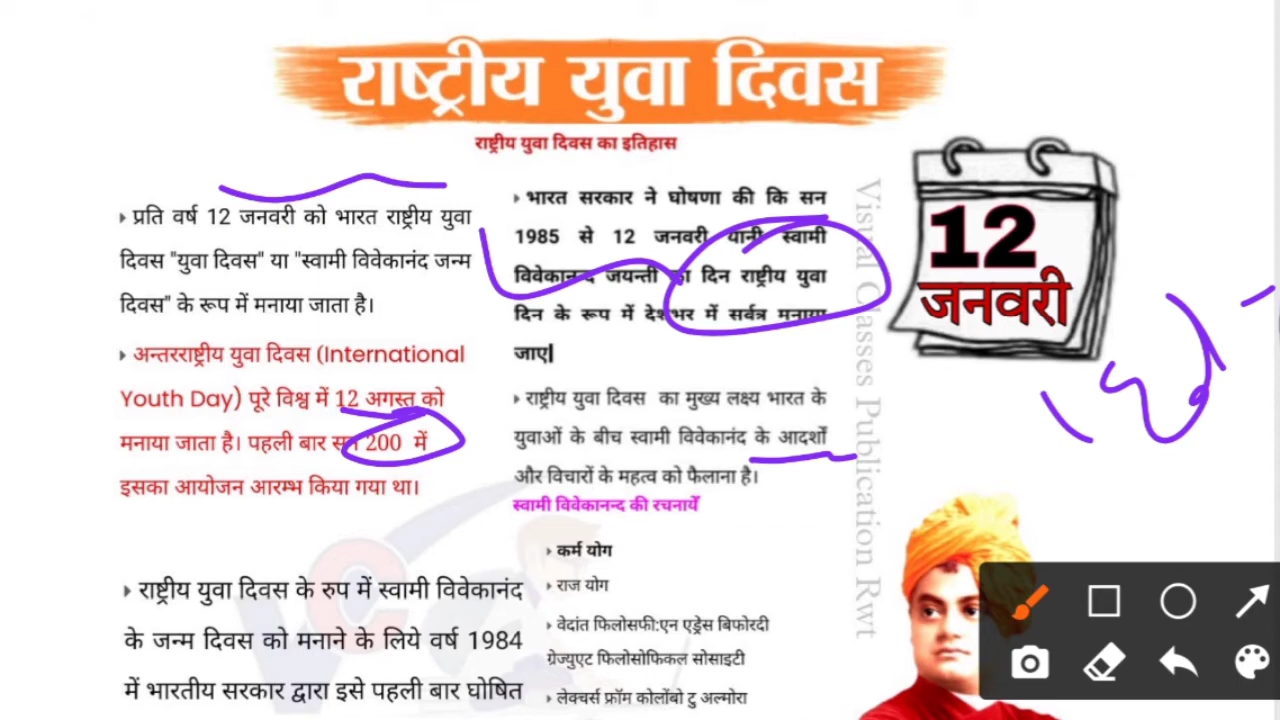 राष्ट्रीय युवा दिवस
राष्ट्रीय युवा दिवस का इतिहास
प्रति वर्ष 12 जनवरी को भारत राष्ट्रीय युवा
दिवस "युवा दिवस" या "स्वामी विवेकानंद जन्म
दिवस" के रूप में मनाया जाता है।
अन्तरराष्ट्रीय युवा दिवस (International
Youth Day) पूरे विश्व में 12 अगस्त को
मनाया जाता है। पहली बार सन 200 में
इसका आयोजन आरम्भ किया गया था।
राष्ट्रीय युवा दिवस के रुप में स्वामी विवेकानंद
के जन्म दिवस को मनाने के लिये वर्ष 1984
में भारतीय सरकार द्वारा इसे पहली बार घोषित
भारत सरकार ने घोषणा की कि सन
1985 से 12 जनवरी यानी स्वामी
विवेकानन्द जयन्ती का दिन राष्ट्रीय युवा
दिन के रूप में देशभर में सर्वत्र मनाया
जाए|
राष्ट्रीय युवा दिवस का मुख्य लक्ष्य भारत के
युवाओं के बीच स्वामी विवेकानंद के आदर्शों
और विचारों के महत्व को फैलाना है।
स्वामी विवेकानन्द की रचनायेँ
कर्म योग
राज योग
वेदांत फिलोसफी:एन एड्रेस बिफोरदी
ग्रेज्युएट फिलोसोफिकल सोसाइटी
लेक्चर्स फ्रॉम कोलोंबो टु अल्मोरा
12
जनवरी
Visual Classes Publication Rwt